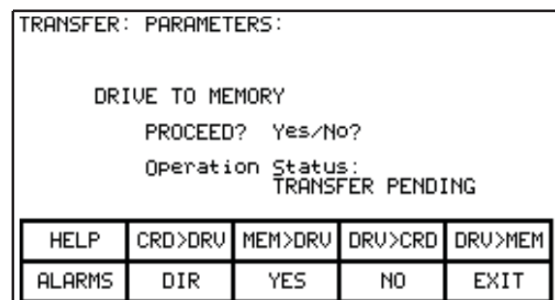 TRANSFER: PARAMETERS:
DRIVE TO MEMORY
PROCEED? Yes/No?
Operation Status:
TRANSFER PENDING
HELP CRD>DRV MEM>DRV DRV>CRD DRV>MEM
ALARMS DIR YES NO EXIT